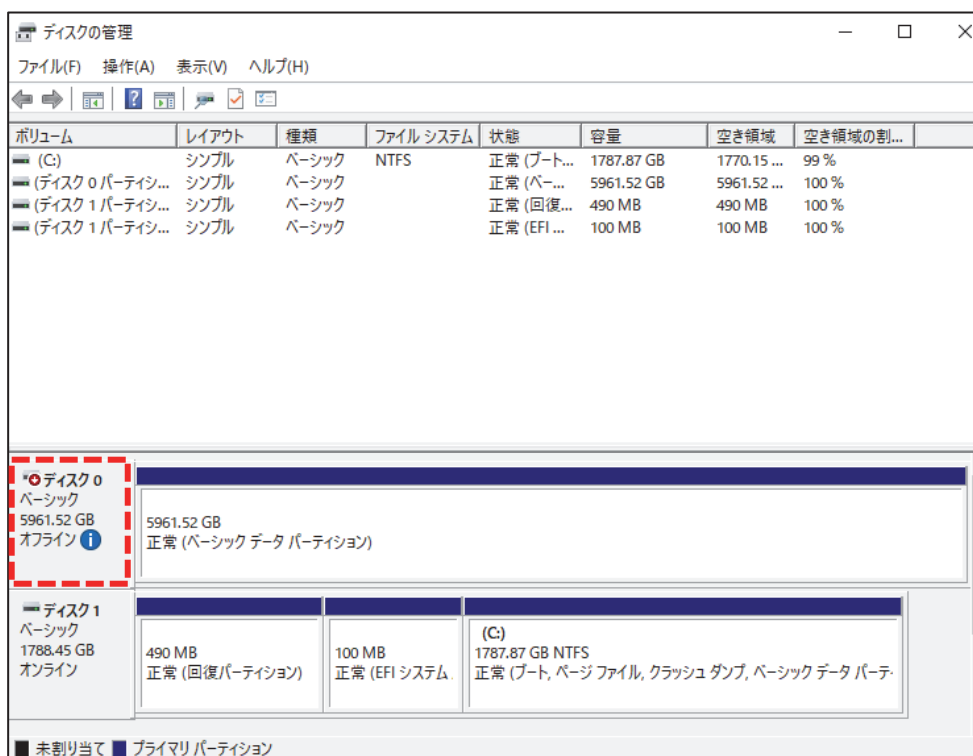 ディスクの管理
ファイル(F) 操作(A) 表示(V) ヘルプ(H)
ボリューム レイアウト 種類 ファイル システム 状態 容量 空き領域 空き領域の割...
(C:) シンプル ベーシック NTFS 正常 (ブート... 1787.87 GB 1770.15 ... 99 %
(ディスク 0 パーティシ... シンプル ベーシック 正常 (ベー... 5961.52 GB 5961.52 ... 100 %
(ディスク 1 パーティシ... シンプル ベーシック 正常 (回復... 490 MB 490 MB 100 %
(ディスク 1 パーティシ... シンプル ベーシック 正常 (EFI ... 100 MB 100 MB 100 %
ディスク 0
ベーシック
5961.52 GB
オフライン
5961.52 GB
正常 (ベーシック データ パーティション)
ディスク 1
ベーシック
1788.45 GB
オンライン
490 MB
正常 (回復パーティション)
100 MB
正常 (EFI システム
(C:)
1787.87 GB NTFS
正常 (ブート, ページ ファイル, クラッシュ ダンプ, ベーシック データ パーテ
未割り当て プライマリ パーティション